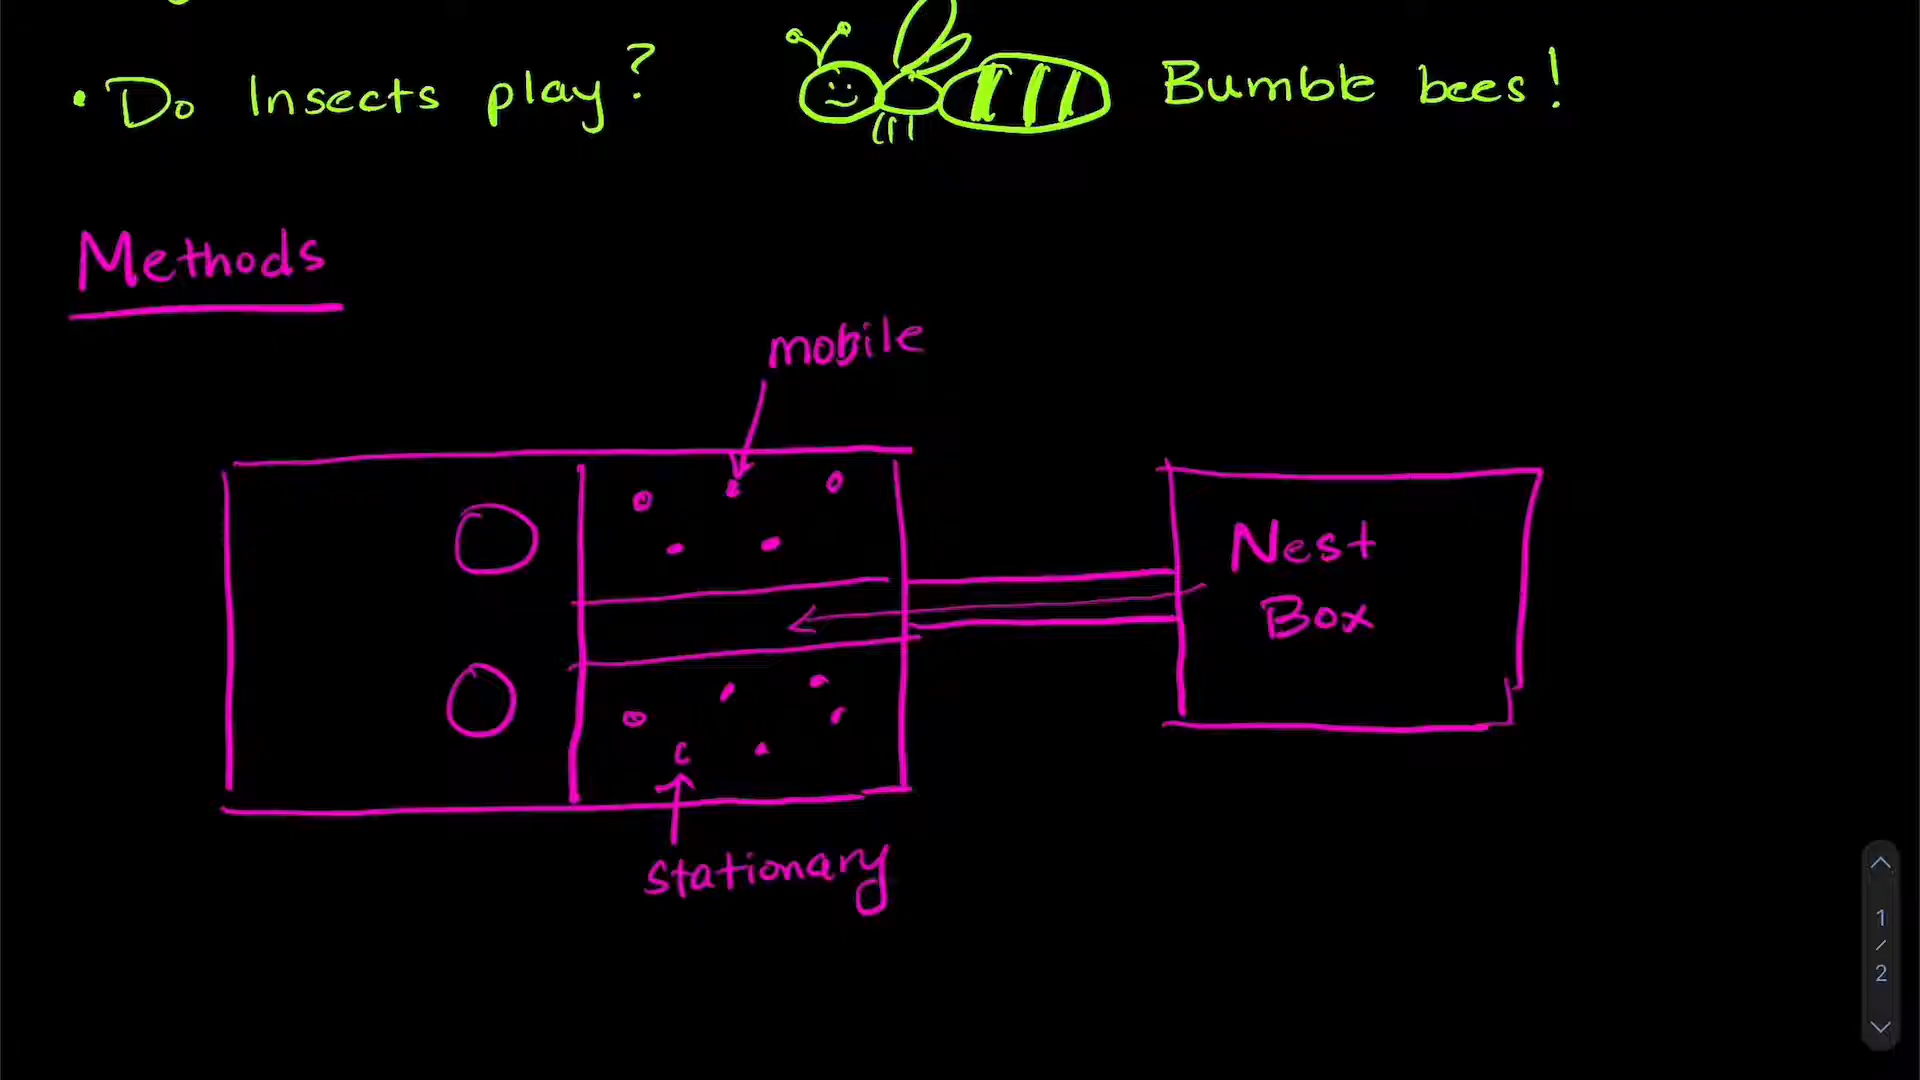 • Do Insects play? Bumble bees!
Methods
mobile
Nest
Box
stationary
1
/
2